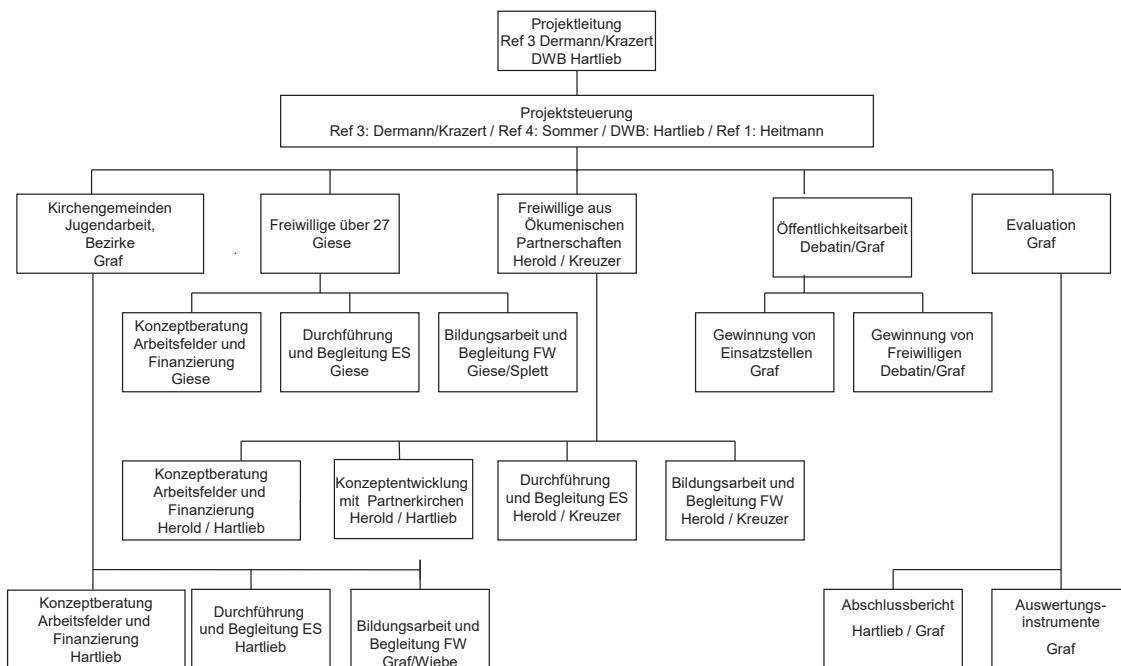 Projektleitung
Ref 3 Dermann/Krazert
DWB Hartlieb
Projektsteuerung
Ref 3: Dermann/Krazert / Ref 4: Sommer / DWB: Hartlieb / Ref 1: Heitmann
Kirchengemeinden
Jugendarbeit,
Bezirke
Graf
Freiwillige über 27
Giese
Freiwillige aus
Ökumenischen
Partnerschaften
Herold / Kreuzer
Öffentlichkeitsarbeit
Debatin/Graf
Evaluation
Graf
Konzeptberatung
Arbeitsfelder und
Finanzierung
Giese
Durchführung
und Begleitung ES
Giese
Bildungsarbeit und
Begleitung FW
Giese/Splett
Gewinnung von
Einsatzstellen
Graf
Gewinnung von
Freiwilligen
Debatin/Graf
Konzeptberatung
Arbeitsfelder und
Finanzierung
Herold / Hartlieb
Konzeptentwicklung
mit Partnerkirchen
Herold / Hartlieb
Durchführung
und Begleitung ES
Herold / Kreuzer
Bildungsarbeit und
Begleitung FW
Herold / Kreuzer
Konzeptberatung
Arbeitsfelder und
Finanzierung
Hartlieb
Durchführung
und Begleitung ES
Hartlieb
Bildungsarbeit und
Begleitung FW
Graf/Wiebe
Abschlussbericht
Hartlieb / Graf
Auswertungs-
instrumente
Graf